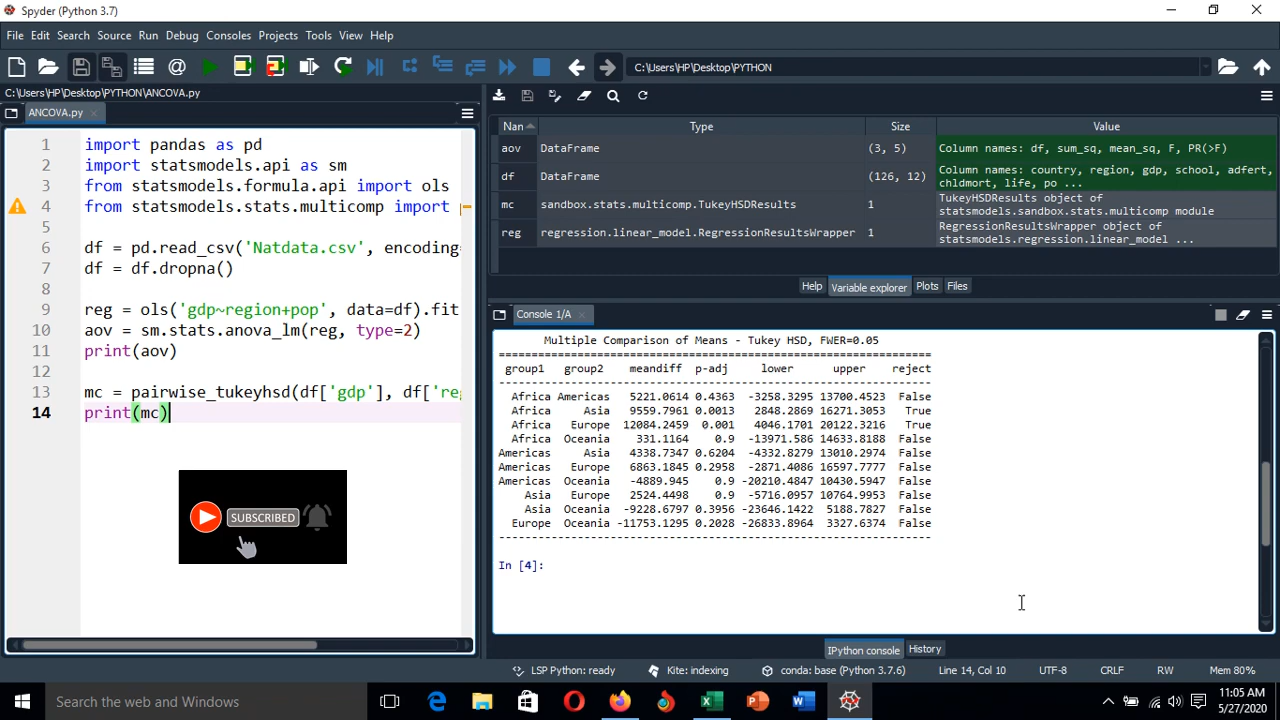 Spyder (Python 3.7)
File Edit Search Source Run Debug Consoles Projects Tools View Help
C:\Users\HP\Desktop\PYTHON
C:\Users\HP\Desktop\PYTHON\ANCOVA.py
ANCOVA.py
1 import pandas as pd
2 import statsmodels.api as sm
3 from statsmodels.formula.api import ols
4 from statsmodels.stats.multicomp import
5
6 df = pd.read_csv('Natdata.csv', encoding=
7 df = df.dropna()
8
9 reg = ols('gdp~region+pop', data=df).fit
10 aov = sm.stats.anova_lm(reg, type=2)
11 print(aov)
12
13 mc = pairwise_tukeyhsd(df['gdp'], df['re
14 print(mc)
SUBSCRIBED
Nan Type Size Value
aov DataFrame (3, 5) Column names: df, sum_sq, mean_sq, F, PR(>F)
df DataFrame (126, 12) Column names: country, region, gdp, school, adfert,
chldmort, life, po ...
mc sandbox.stats.multicomp.TukeyHSDResults 1 TukeyHSDResults object of
statsmodels.sandbox.stats.multicomp module
reg regression.linear_model.RegressionResultsWrapper 1 RegressionResultsWrapper object of
statsmodels.regression.linear_model ...
Help Variable explorer Plots Files
Console 1/A
Multiple Comparison of Means - Tukey HSD, FWER=0.05
====================================================================
group1 group2 meandiff p-adj lower upper reject
--------------------------------------------------------------------
Africa Americas 5221.0614 0.4363 -3258.3295 13700.4523 False
Africa Asia 9559.7961 0.0013 2848.2869 16271.3053 True
Africa Europe 12084.2459 0.001 4046.1701 20122.3216 True
Africa Oceania 331.1164 0.9 -13971.586 14633.8188 False
Americas Asia 4338.7347 0.6204 -4332.8279 13010.2974 False
Americas Europe 6863.1845 0.2958 -2871.4086 16597.7777 False
Americas Oceania -4889.945 0.9 -20210.4847 10430.5947 False
Asia Europe 2524.4498 0.9 -5716.0957 10764.9953 False
Asia Oceania -9228.6797 0.3956 -23646.1422 5188.7827 False
Europe Oceania -11753.1295 0.2028 -26833.8964 3327.6374 False
--------------------------------------------------------------------
In [4]:
IPython console History
LSP Python: ready Kite: indexing conda: base (Python 3.7.6) Line 14, Col 10 UTF-8 CRLF RW Mem 80%
Search the web and Windows
11:05 AM
5/27/2020